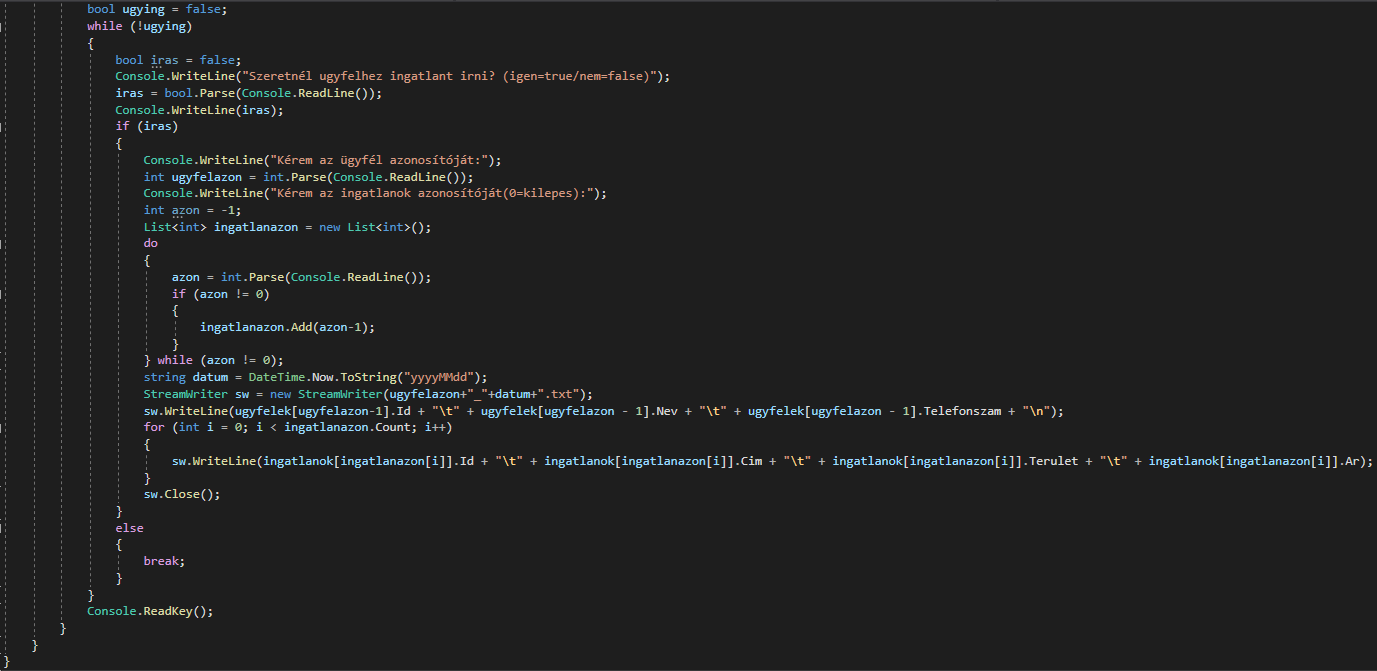 bool ugying = false;
while (!ugying)
{
bool iras = false;
Console.WriteLine("Szeretnél ugyfelhez ingatlant irni? (igen=true/nem=false)");
iras = bool.Parse(Console.ReadLine());
Console.WriteLine(iras);
if (iras)
{
Console.WriteLine("Kérem az ügyfél azonosítóját:");
int ugyfelazon = int.Parse(Console.ReadLine());
Console.WriteLine("Kérem az ingatlanok azonosítóját(0=kilepes):");
int azon = -1;
List<int> ingatlanazon = new List<int>();
do
{
azon = int.Parse(Console.ReadLine());
if (azon != 0)
{
ingatlanazon.Add(azon-1);
}
} while (azon != 0);
string datum = DateTime.Now.ToString("yyyyMMdd");
StreamWriter sw = new StreamWriter(ugyfelazon+"_"+datum+".txt");
sw.WriteLine(ugyfelek[ugyfelazon-1].Id + "\t" + ugyfelek[ugyfelazon - 1].Nev + "\t" + ugyfelek[ugyfelazon - 1].Telefonszam + "\n");
for (int i = 0; i < ingatlanazon.Count; i++)
{
sw.WriteLine(ingatlanok[ingatlanazon[i]].Id + "\t" + ingatlanok[ingatlanazon[i]].Cim + "\t" + ingatlanok[ingatlanazon[i]].Terulet + "\t" + ingatlanok[ingatlanazon[i]].Ar);
}
sw.Close();
}
else
{
break;
}
}
Console.ReadKey();
}
}
}